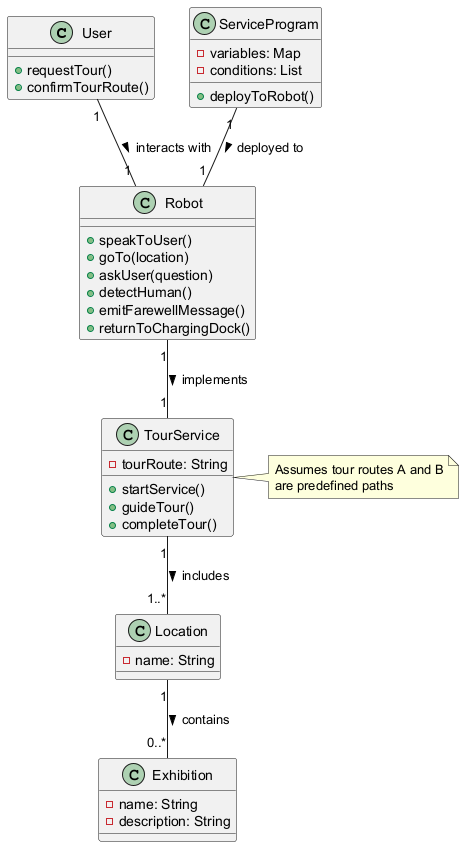 C User
requestTour()
confirmTourRoute()
C ServiceProgram
variables: Map
conditions: List
deployToRobot()
1
1
interacts with
deployed to
1
1
C Robot
speakToUser()
goTo(location)
askUser(question)
detectHuman()
emitFarewellMessage()
returnToChargingDock()
1
implements
1
C TourService
tourRoute: String
startService()
guideTour()
completeTour()
Assumes tour routes A and B
are predefined paths
1
includes
1..*
C Location
name: String
1
contains
0..*
C Exhibition
name: String
description: String